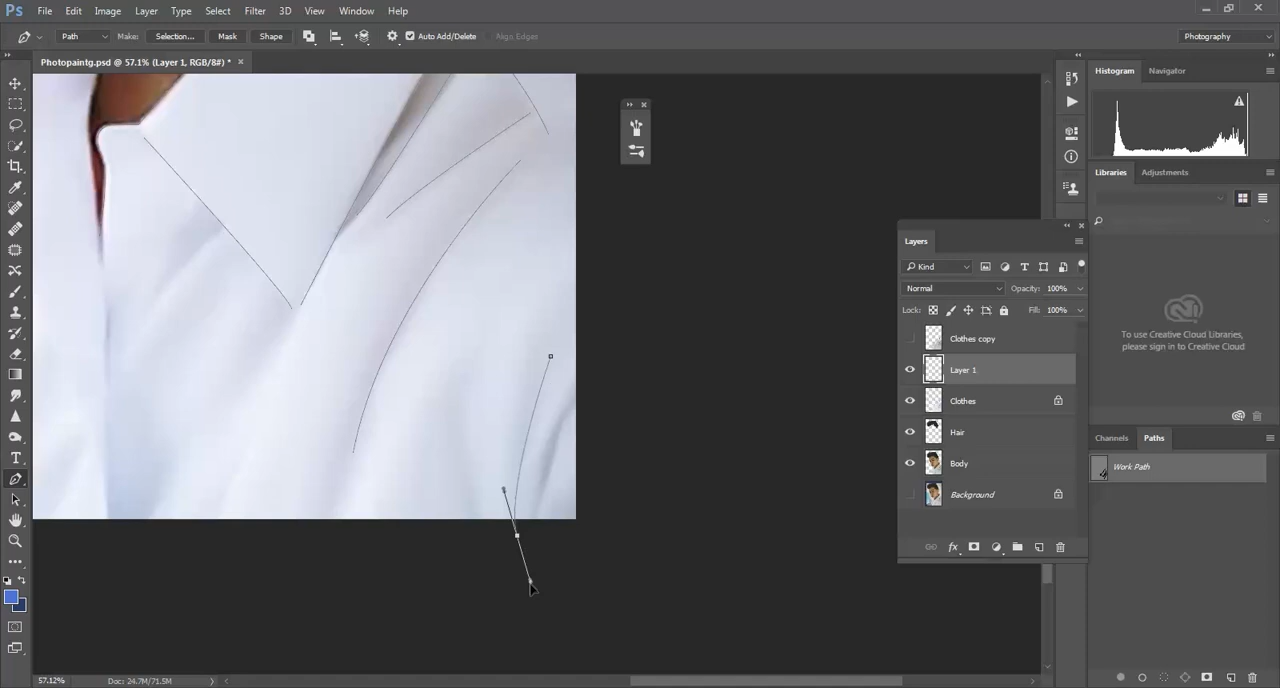 Ps File Edit Image Layer Type Select Filter 3D View Window Help
Path Make: Selection... Mask Shape Auto Add/Delete Align Edges Photography
Photopaintg.psd @ 57.1% (Layer 1, RGB/8#) * ×
Histogram Navigator
Libraries Adjustments
To use Creative Cloud Libraries,
please sign in to Creative Cloud
Layers
Kind
Normal Opacity: 100%
Lock: Fill: 100%
Clothes copy
Layer 1
Clothes
Hair
Body
Background
fx
Channels Paths
Work Path
57.12% Doc: 24.7M/71.5M